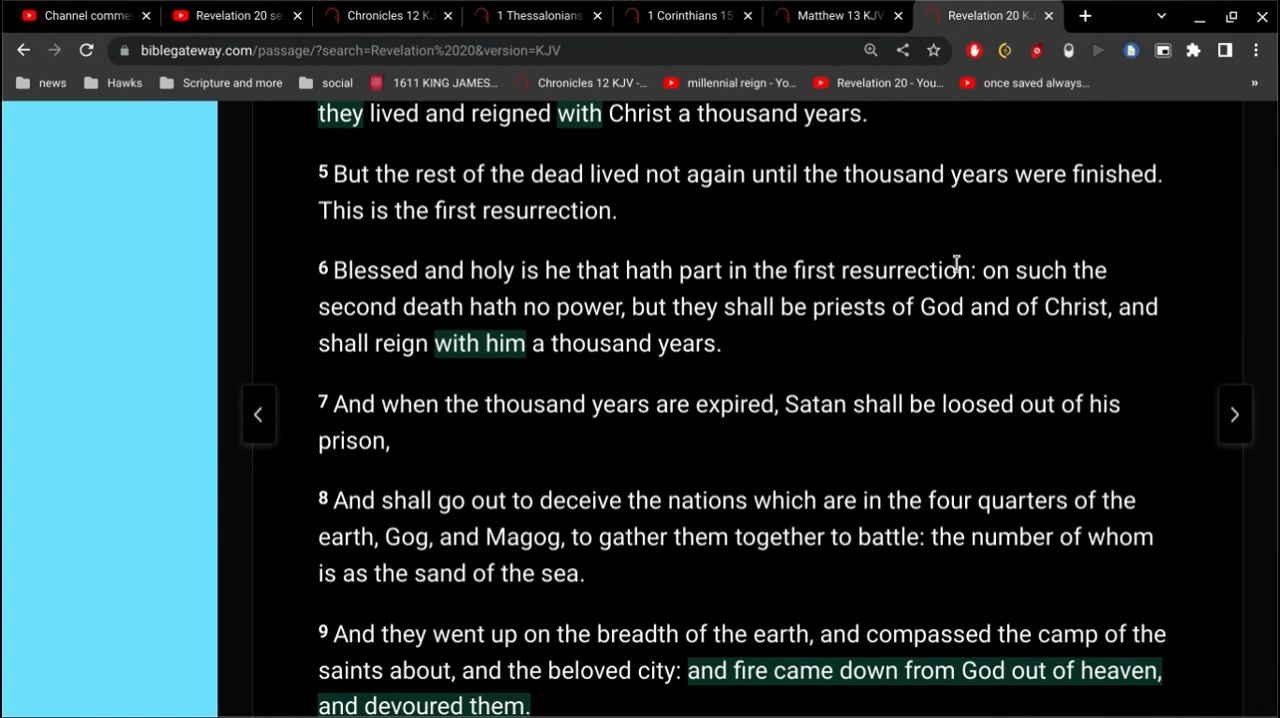 Channel comme
Revelation 20 se
Chronicles 12 KJ
1 Thessalonians
1 Corinthians 15
Matthew 13 KJV
Revelation 20 KJ
biblegateway.com/passage/?search=Revelation%2020&version=KJV
news
Hawks
Scripture and more
social
1611 KING JAMES...
Chronicles 12 KJV -...
millennial reign - Yo...
Revelation 20 - You...
once saved always...
»
they lived and reigned with Christ a thousand years.
5 But the rest of the dead lived not again until the thousand years were finished.
This is the first resurrection.
6 Blessed and holy is he that hath part in the first resurrection: on such the
second death hath no power, but they shall be priests of God and of Christ, and
shall reign with him a thousand years.
7 And when the thousand years are expired, Satan shall be loosed out of his
prison,
8 And shall go out to deceive the nations which are in the four quarters of the
earth, Gog, and Magog, to gather them together to battle: the number of whom
is as the sand of the sea.
9 And they went up on the breadth of the earth, and compassed the camp of the
saints about, and the beloved city: and fire came down from God out of heaven,
and devoured them.